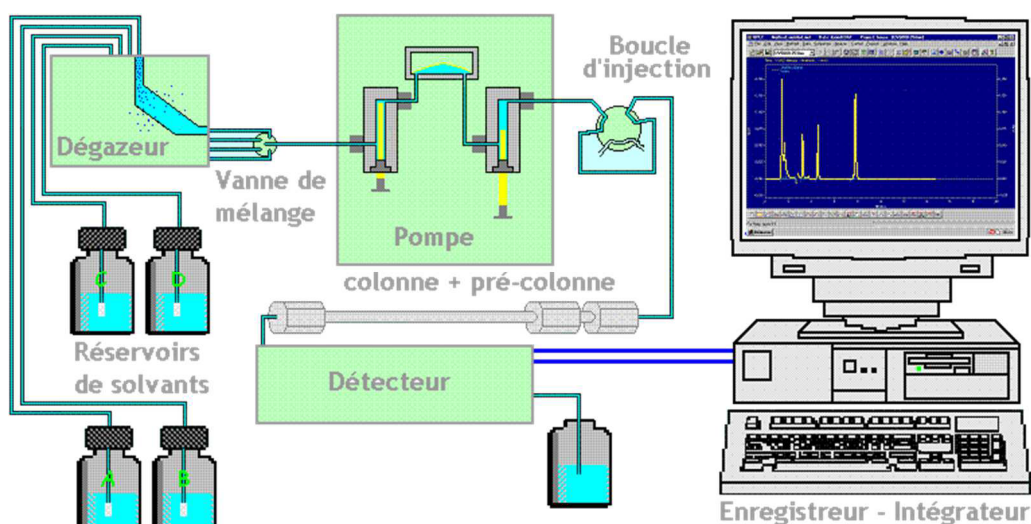 Dégazeur
Vanne de
mélange
Pompe
Boucle
d'injection
colonne + pré-colonne
C
D
Réservoirs
de solvants
A
B
Détecteur
Enregistreur - Intégrateur